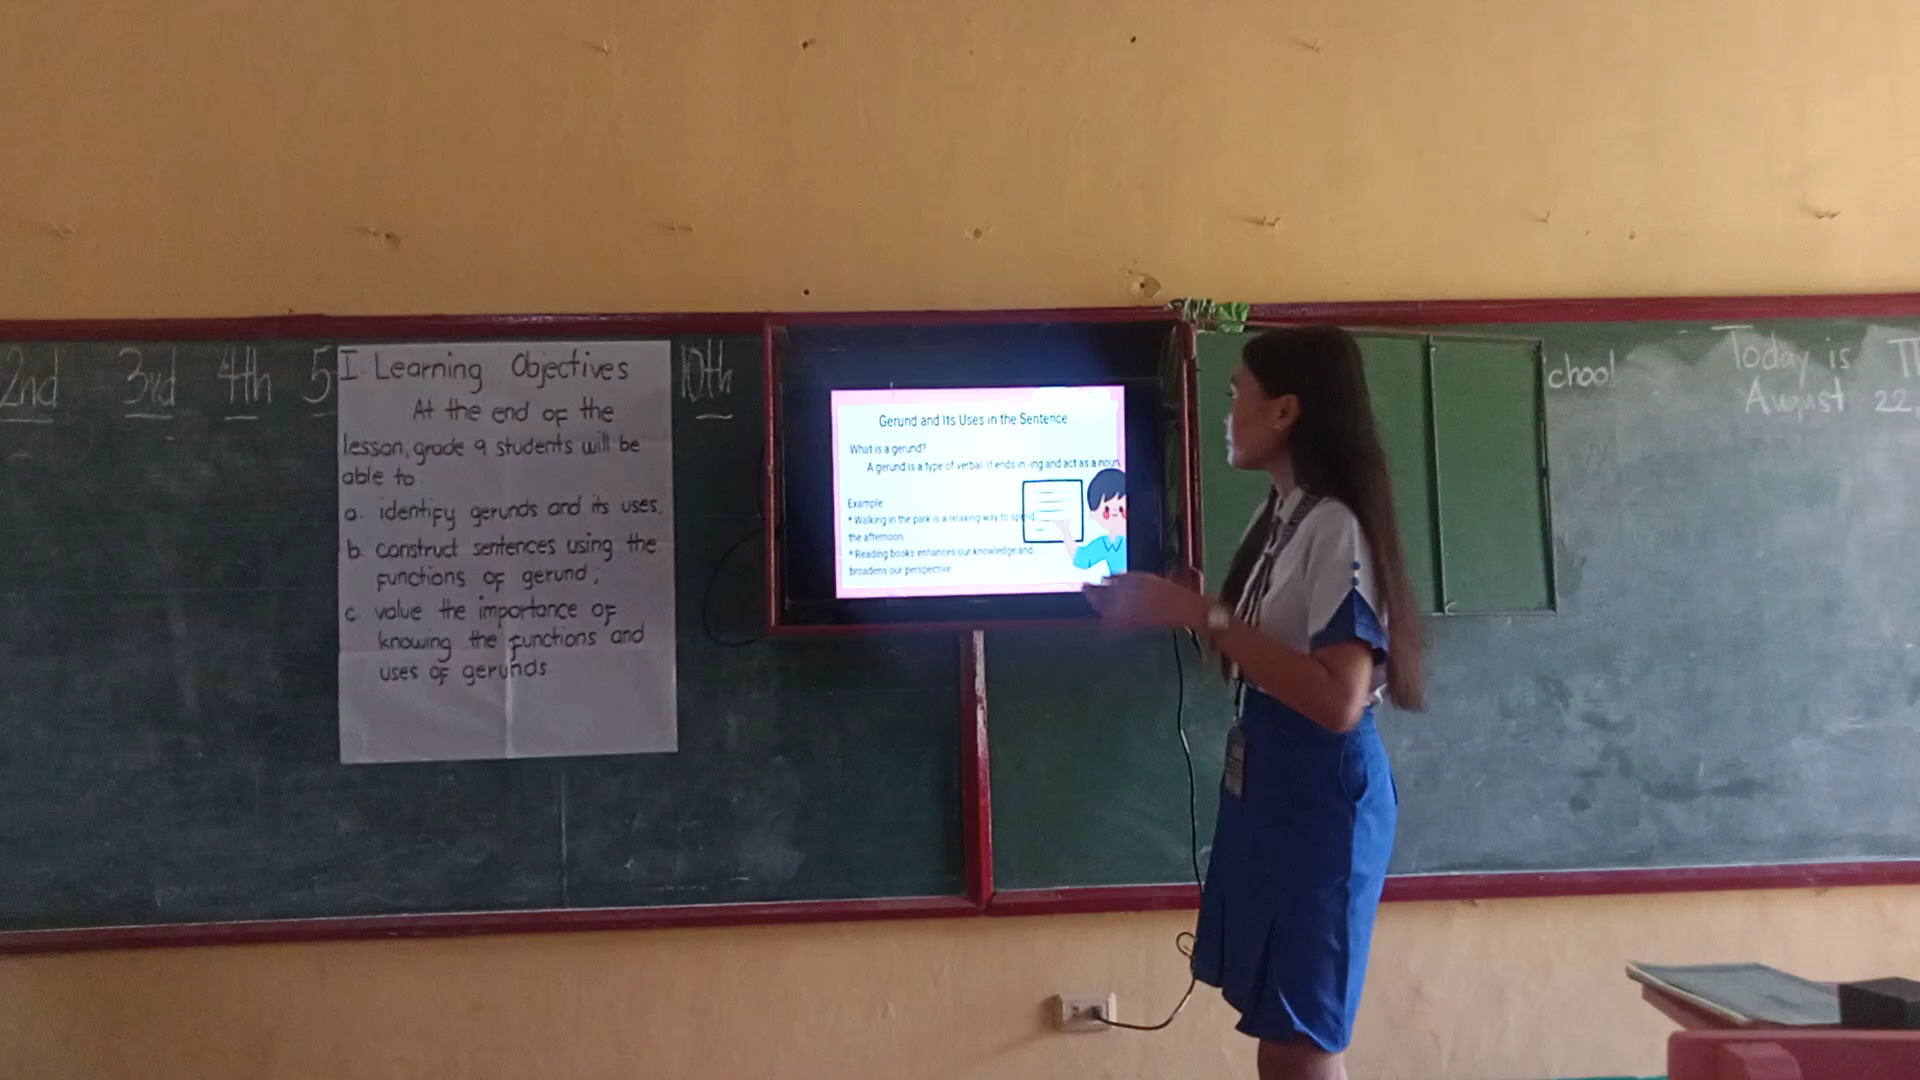 2nd 3rd 4th 5 10th
I. Learning Objectives
At the end of the
lesson, grade 9 students will be
able to:
a. identify gerunds and its uses,
b. construct sentences using the
functions of gerund;
c. value the importance of
knowing the functions and
uses of gerunds
Gerund and Its Uses in the Sentence
What is a gerund?
A gerund is a type of verbal. It ends in -ing and act as a noun.
Example:
* Walking in the park is a relaxing way to spend
the afternoon.
* Reading books enhances our knowledge and
broadens our perspective.
chool
Today is T
August 22,